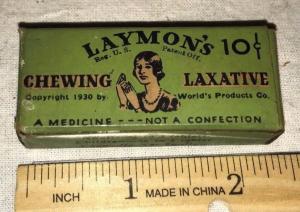 LAYMON'S 10¢
Reg. U. S. Patent Off.
CHEWING LAXATIVE
Copyright 1930 by World's Products Co.
A MEDICINE --- NOT A CONFECTION
INCH 1 MADE IN CHINA 2